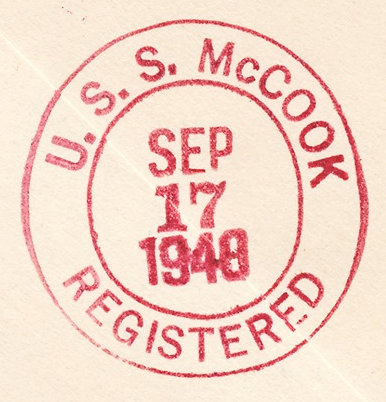 U. S. S. McCOOK
SEP
17
1948
REGISTERED